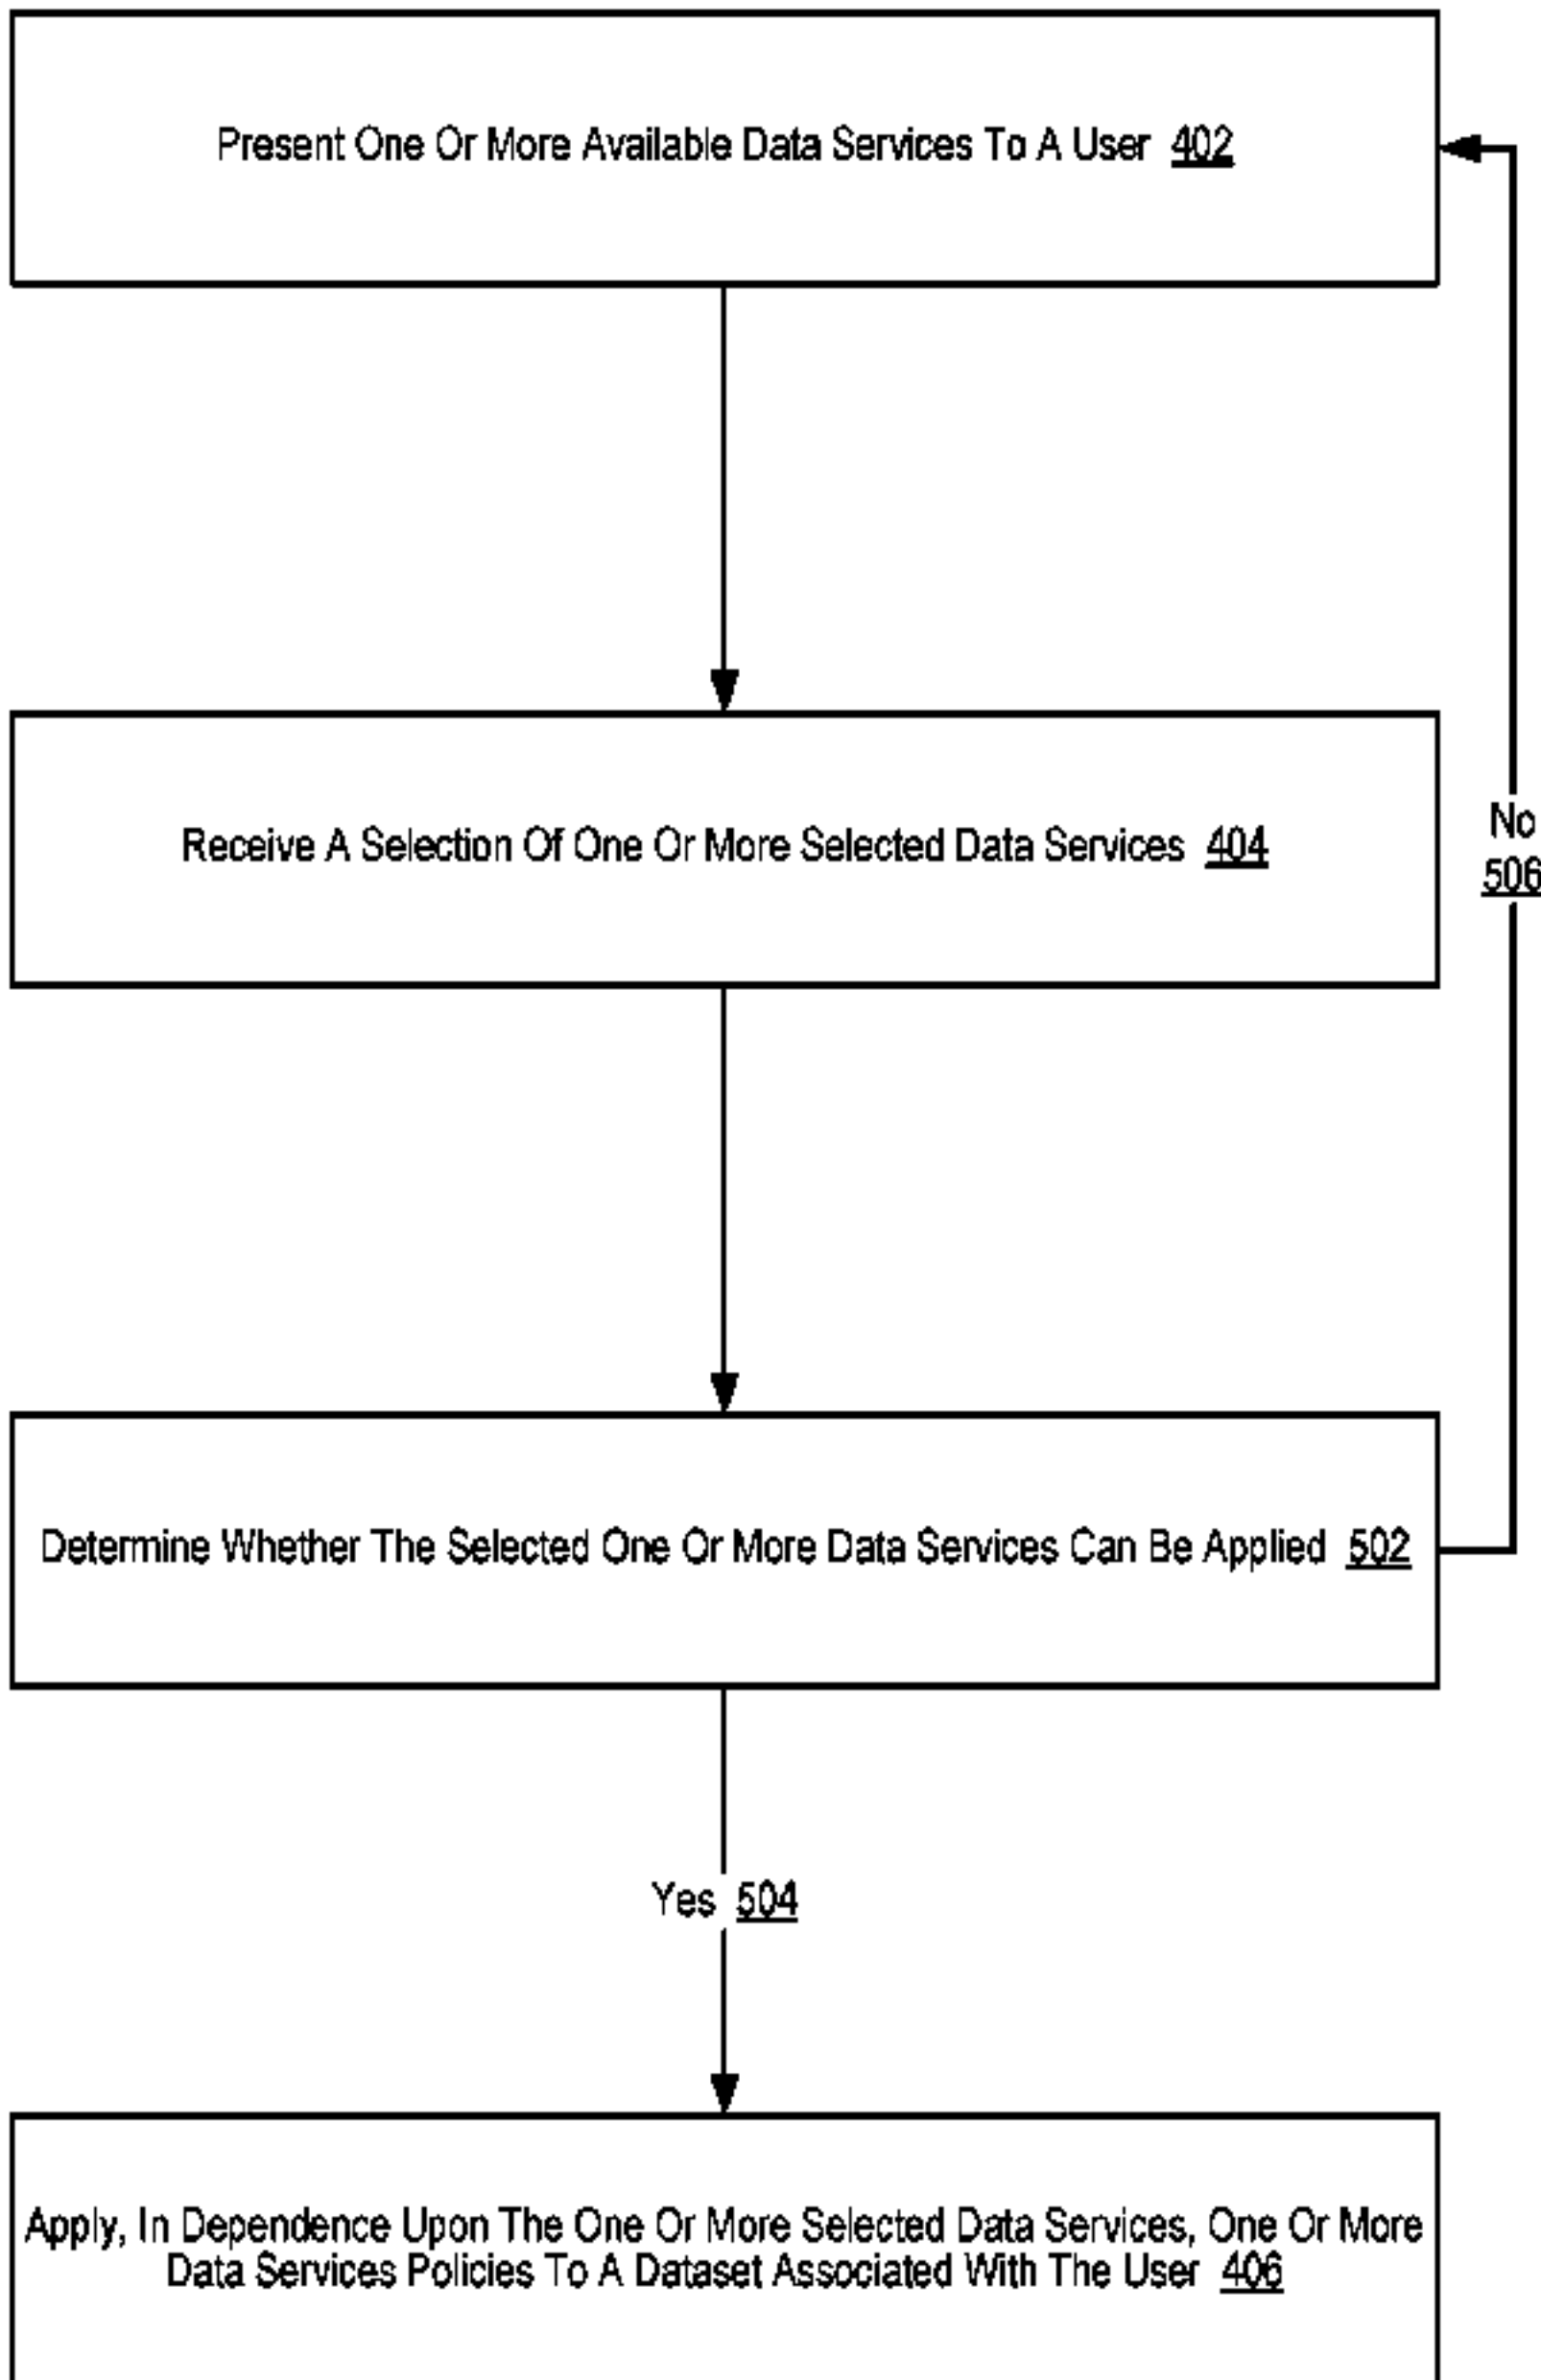 Present One Or More Available Data Services To A User 402
Receive A Selection Of One Or More Selected Data Services 404
No
506
Determine Whether The Selected One Or More Data Services Can Be Applied 502
Yes 504
Apply, In Dependence Upon The One Or More Selected Data Services, One Or More
Data Services Policies To A Dataset Associated With The User 406